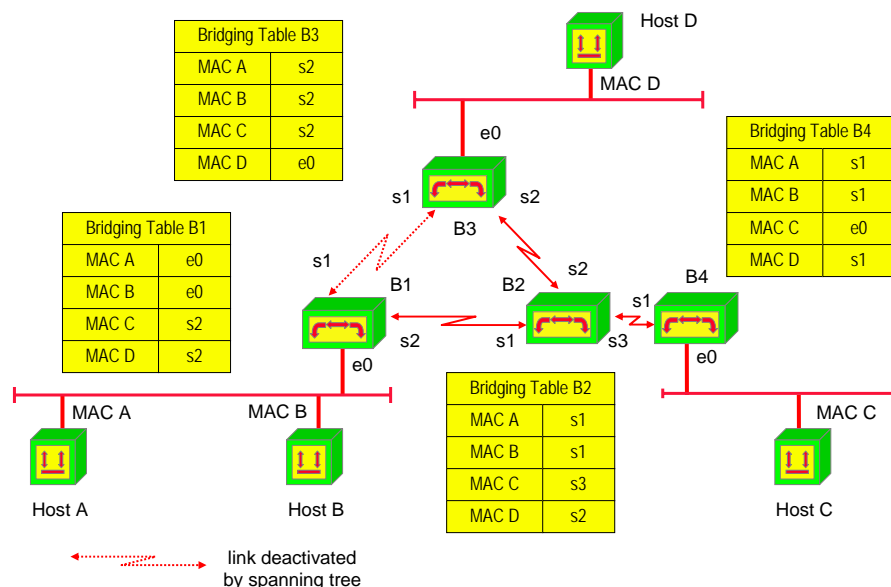 Host D
MAC D
Bridging Table B3
MAC A s2
MAC B s2
MAC C s2
MAC D e0
e0
Bridging Table B4
MAC A s1
MAC B s1
MAC C e0
MAC D s1
s1
s2
B3
Bridging Table B1
MAC A e0
MAC B e0
MAC C s2
MAC D s2
s1
B1
s2
B2
B4
s1
s2
s1
s3
e0
e0
MAC A
MAC B
MAC C
Bridging Table B2
MAC A s1
MAC B s1
MAC C s3
MAC D s2
Host A
Host B
Host C
link deactivated
by spanning tree